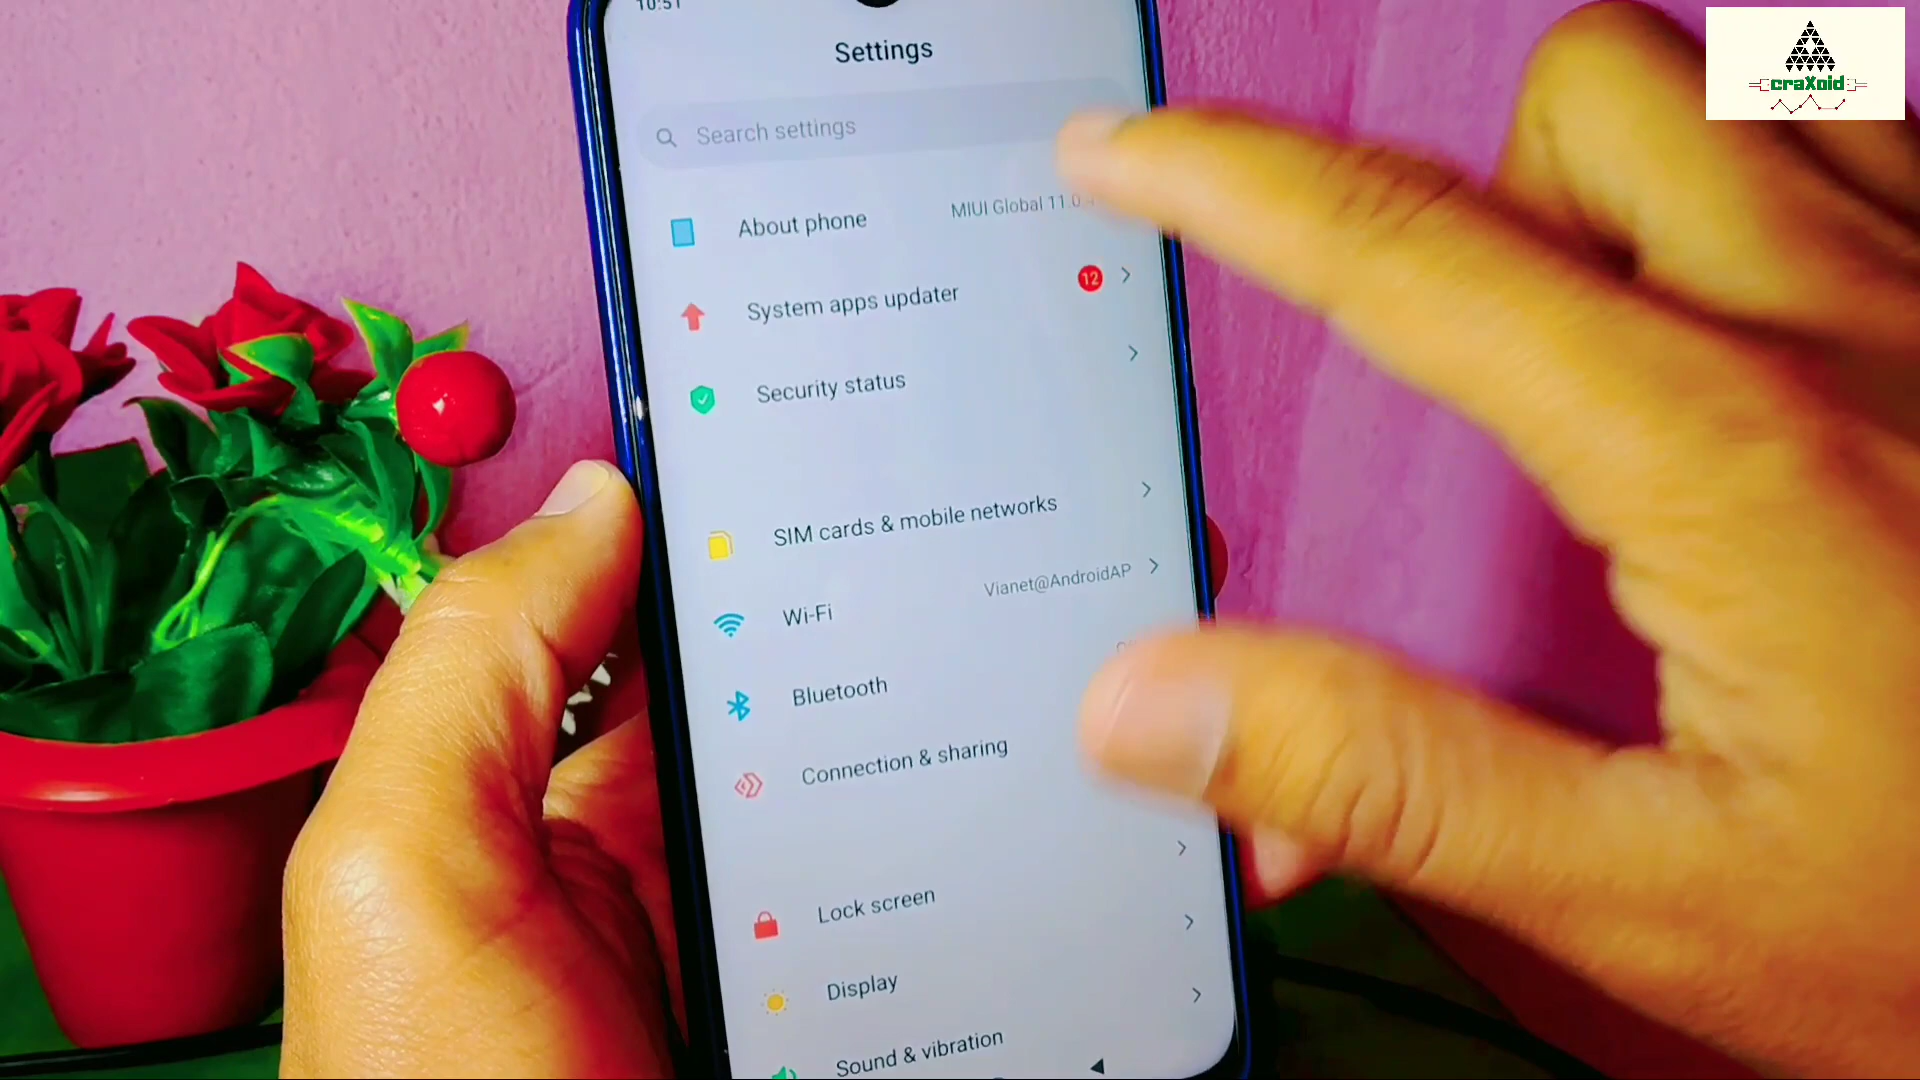 10:51
craXoid
Settings
Search settings
About phone MIUI Global 11.0
System apps updater 12
Security status
SIM cards & mobile networks
Wi-Fi Vianet@AndroidAP
Bluetooth
Connection & sharing
Lock screen
Display
Sound & vibration